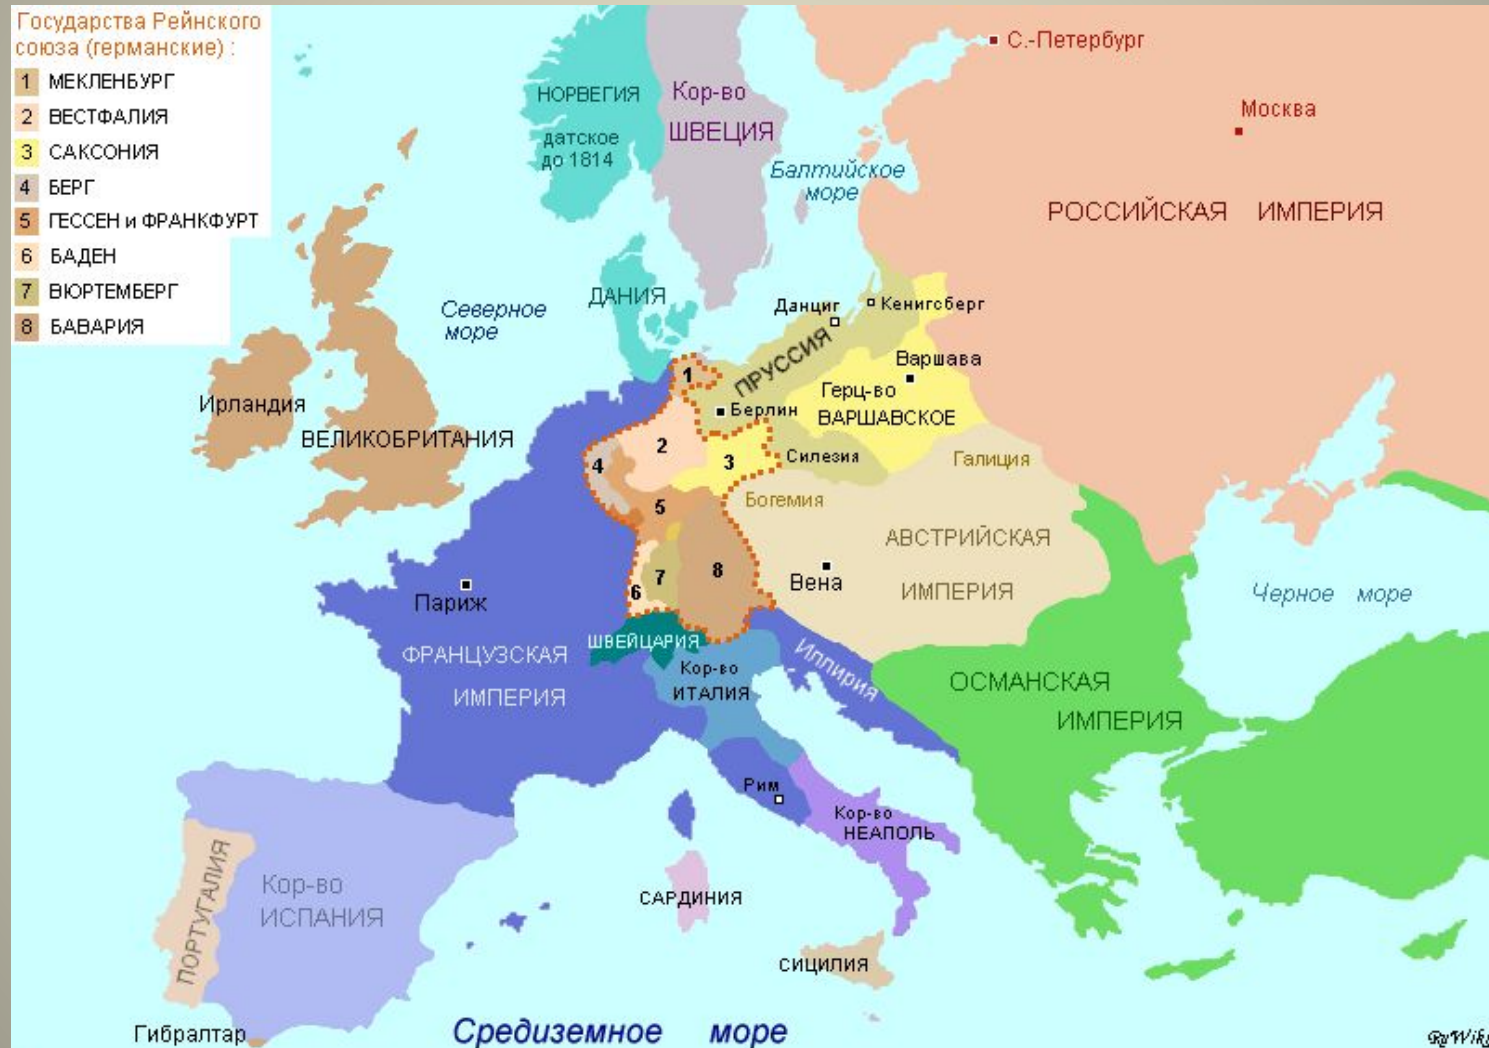 Государства Рейнского
союза (германские) :
1 МЕКЛЕНБУРГ
2 ВЕСТФАЛИЯ
3 САКСОНИЯ
4 БЕРГ
5 ГЕССЕН и ФРАНКФУРТ
6 БАДЕН
7 ВЮРТЕМБЕРГ
8 БАВАРИЯ
С.-Петербург
НОРВЕГИЯ
датское
до 1814
Кор-во
ШВЕЦИЯ
Москва
Балтийское
море
РОССИЙСКАЯ ИМПЕРИЯ
ДАНИЯ
Северное
море
Данциг
Кенигсберг
ПРУССИЯ
Варшава
Герц-во
ВАРШАВСКОЕ
Берлин
Ирландия
ВЕЛИКОБРИТАНИЯ
1
2
3
4
5
6
7
8
Силезия
Галиция
Богемия
АВСТРИЙСКАЯ
ИМПЕРИЯ
Вена
Париж
Черное море
ШВЕЙЦАРИЯ
ФРАНЦУЗСКАЯ
ИМПЕРИЯ
Кор-во
ИТАЛИЯ
Иллирия
ОСМАНСКАЯ
ИМПЕРИЯ
Рим
Кор-во
НЕАПОЛЬ
ПОРТУГАЛИЯ
Кор-во
ИСПАНИЯ
САРДИНИЯ
СИЦИЛИЯ
Гибралтар
Средиземное море